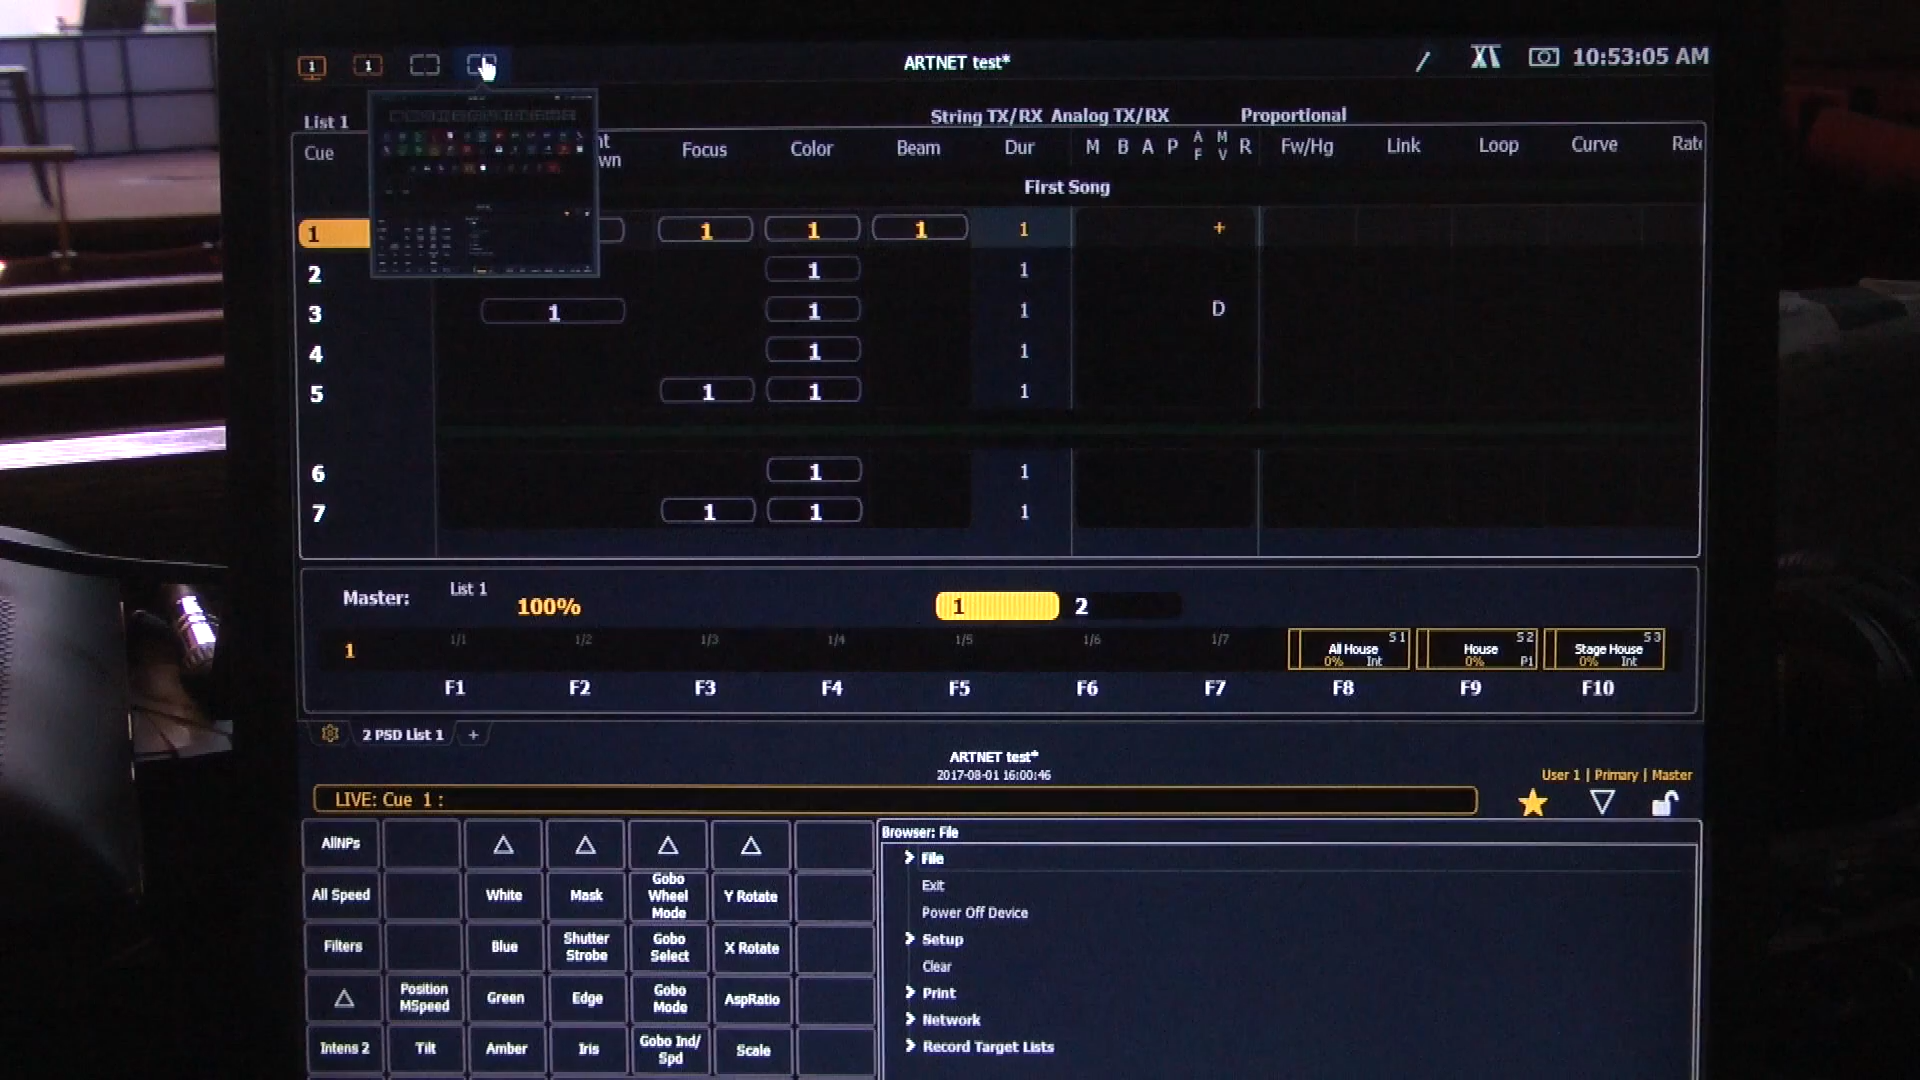 1 1 ARTNET test* 10:53:05 AM
List 1 String TX/RX Analog TX/RX Proportional
Cue Focus Color Beam Dur M B A P AF MV R Fw/Hg Link Loop Curve
First Song
1 1 1 1 1 +
2 1 1
3 1 1 1 D
4 1 1
5 1 1 1
6 1 1
7 1 1 1
Master: List 1 100% 1 2
1 1/1 1/2 1/3 1/4 1/5 1/6 1/7 All House S 1 0% Int House S 2 0% P1 Stage House S 3 0% Int
F1 F2 F3 F4 F5 F6 F7 F8 F9 F10
2 PSD List 1 +
ARTNET test*
2017-08-01 16:00:46
User 1 | Primary | Master
LIVE: Cue 1 :
AllNPs
All Speed White Mask Gobo Wheel Mode Y Rotate
Filters Blue Shutter Strobe Gobo Select X Rotate
Position MSpeed Green Edge Gobo Mode AspRatio
Intens 2 Tilt Amber Iris Gobo Ind/ Spd Scale
Browser: File
File
Exit
Power Off Device
Setup
Clear
Print
Network
Record Target Lists